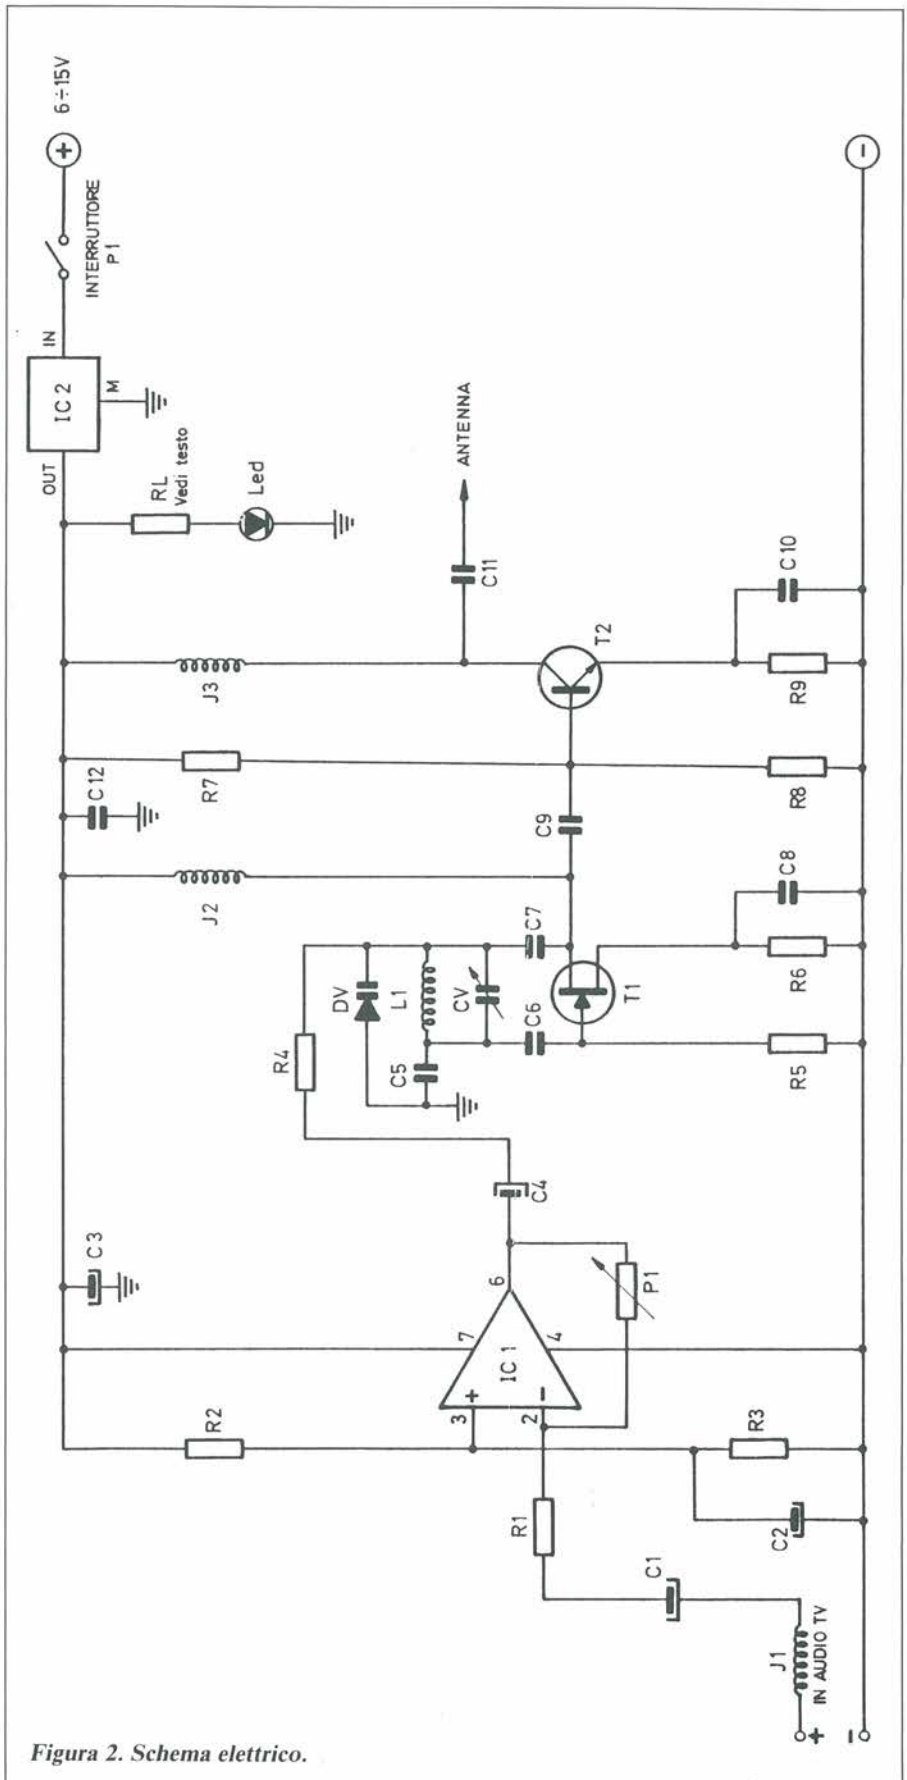 6÷15V
+
INTERRUTTORE
P1
IN
IC 2
M
OUT
RL
Vedi testo
Led
ANTENNA
C11
J3
T2
C10
R9
C12
R7
C9
R8
J2
C7
C8
DV
L1
CV
C6
T1
R6
R4
C5
R5
C4
C3
6
7
IC 1
4
P1
+
−
3
2
R2
R3
R1
C2
C1
J1
IN AUDIO TV
+
−
−
Figura 2. Schema elettrico.